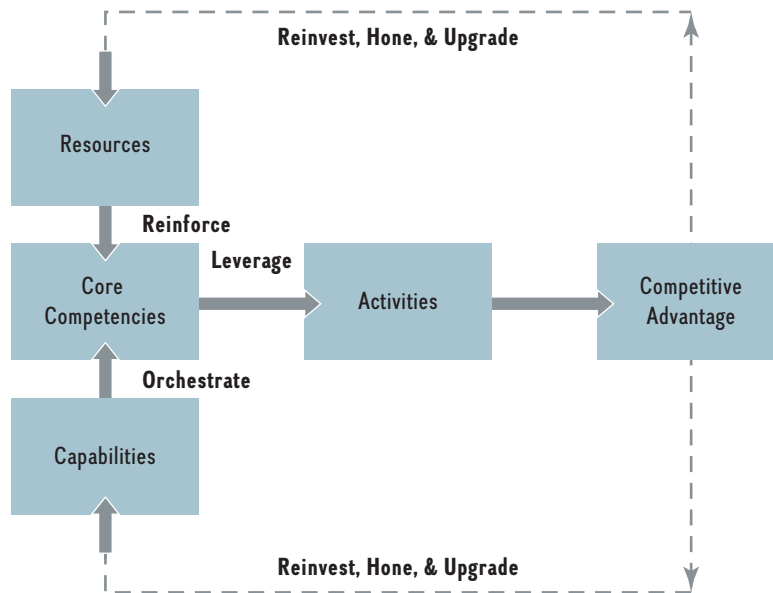 Reinvest, Hone, & Upgrade
Resources
Reinforce
Leverage
Core
Competencies
Activities
Competitive
Advantage
Orchestrate
Capabilities
Reinvest, Hone, & Upgrade